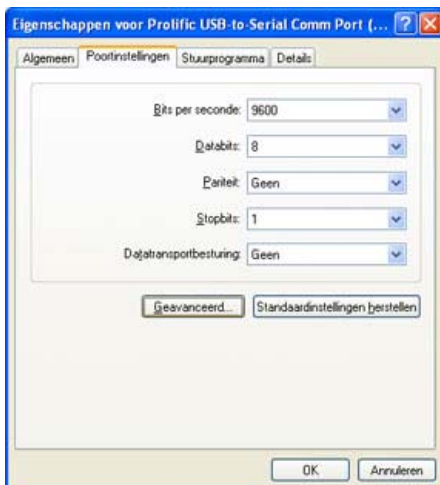 Eigenschappen voor Prolific USB-to-Serial Comm Port (...
Algemeen Poortinstellingen Stuurprogramma Details
Bits per seconde: 9600
Databits: 8
Pariteit: Geen
Stopbits: 1
Datatransportbesturing: Geen
Geavanceerd... Standaardinstellingen herstellen
OK Annuleren